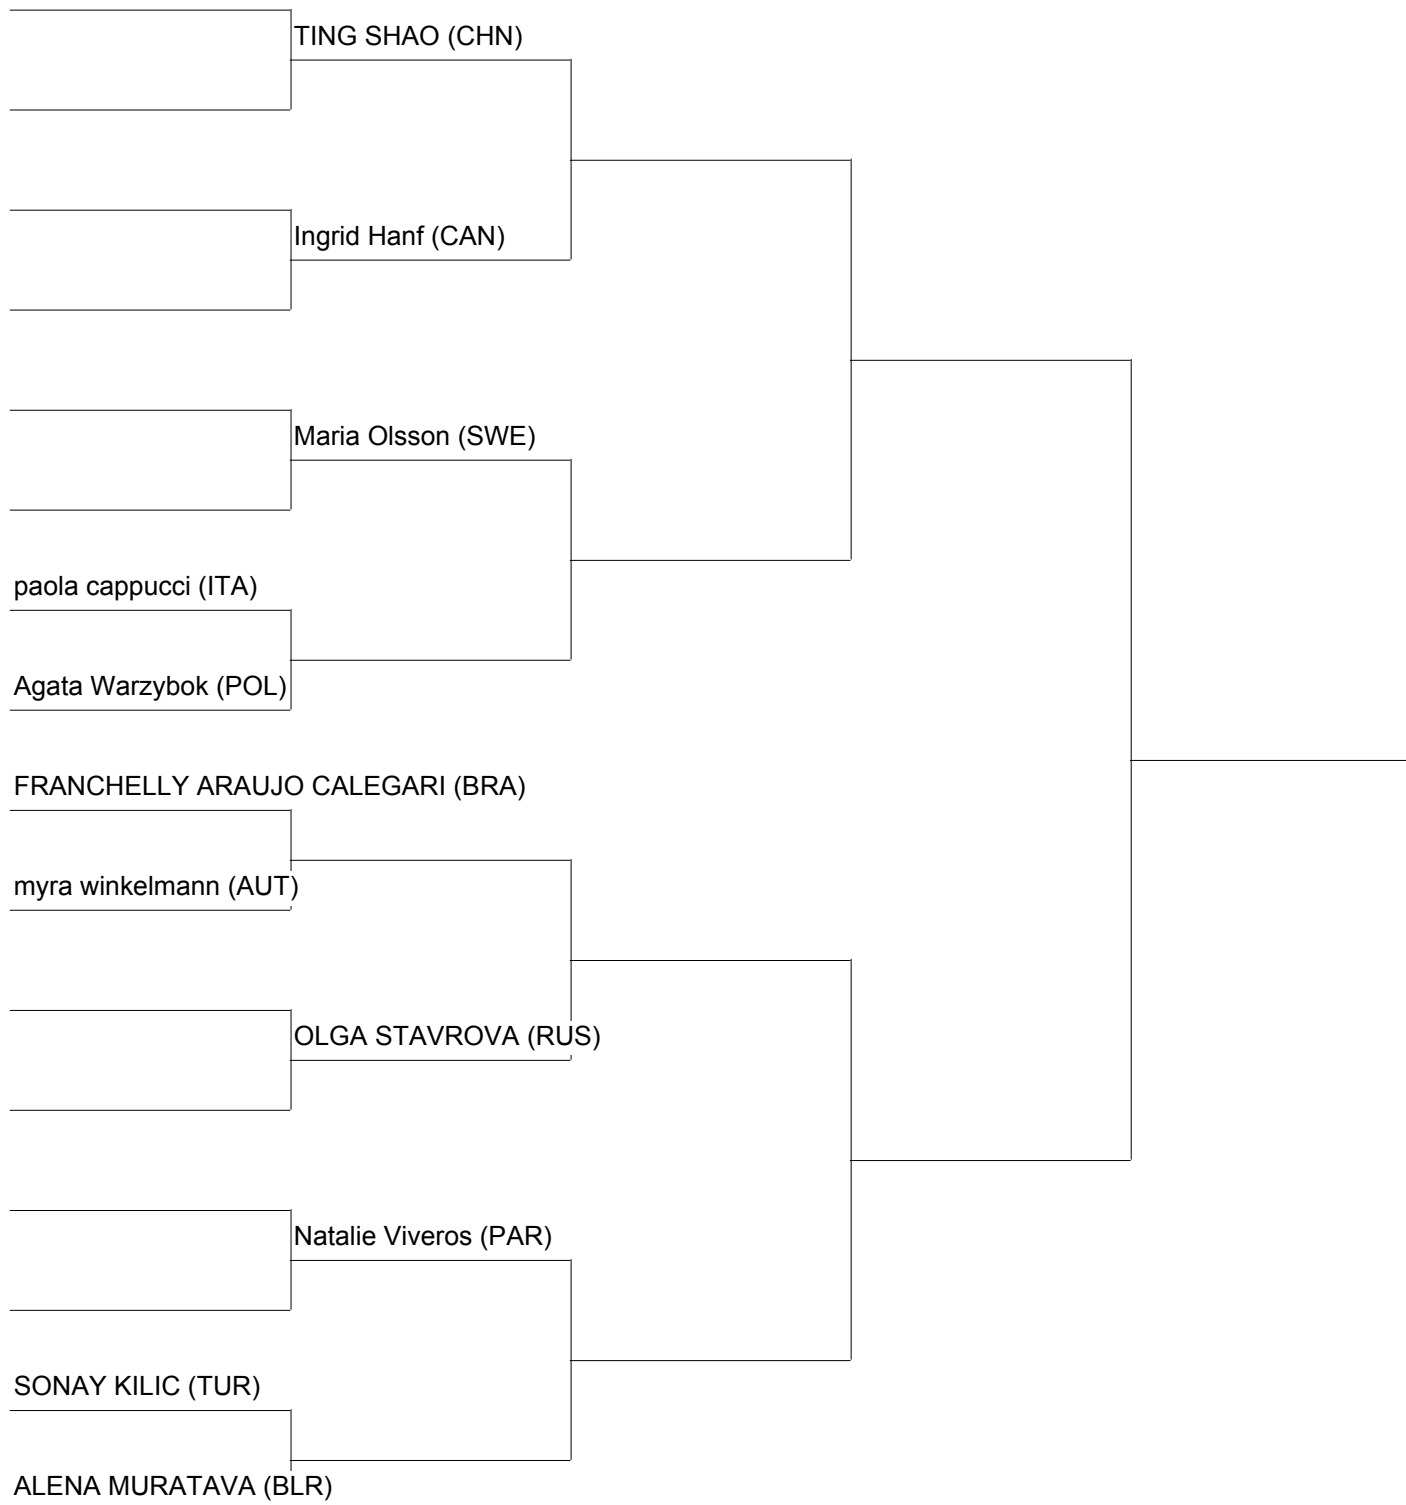 TING SHAO (CHN)
Ingrid Hanf (CAN)
Maria Olsson (SWE)
paola cappucci (ITA)
Agata Warzybok (POL)
FRANCHELLY ARAUJO CALEGARI (BRA)
myra winkelmann (AUT)
OLGA STAVROVA (RUS)
Natalie Viveros (PAR)
SONAY KILIC (TUR)
ALENA MURATAVA (BLR)